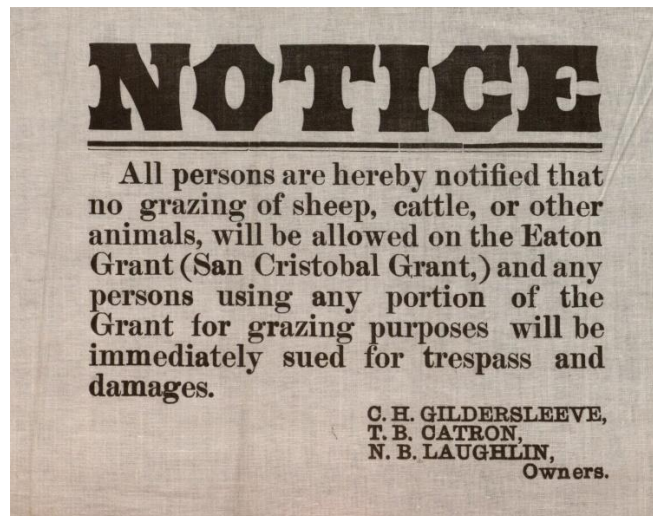 NOTICE
All persons are hereby notified that
no grazing of sheep, cattle, or other
animals, will be allowed on the Eaton
Grant (San Cristobal Grant,) and any
persons using any portion of the
Grant for grazing purposes will be
immediately sued for trespass and
damages.
C. H. GILDERSLEEVE,
T. B. CATRON,
N. B. LAUGHLIN,
Owners.